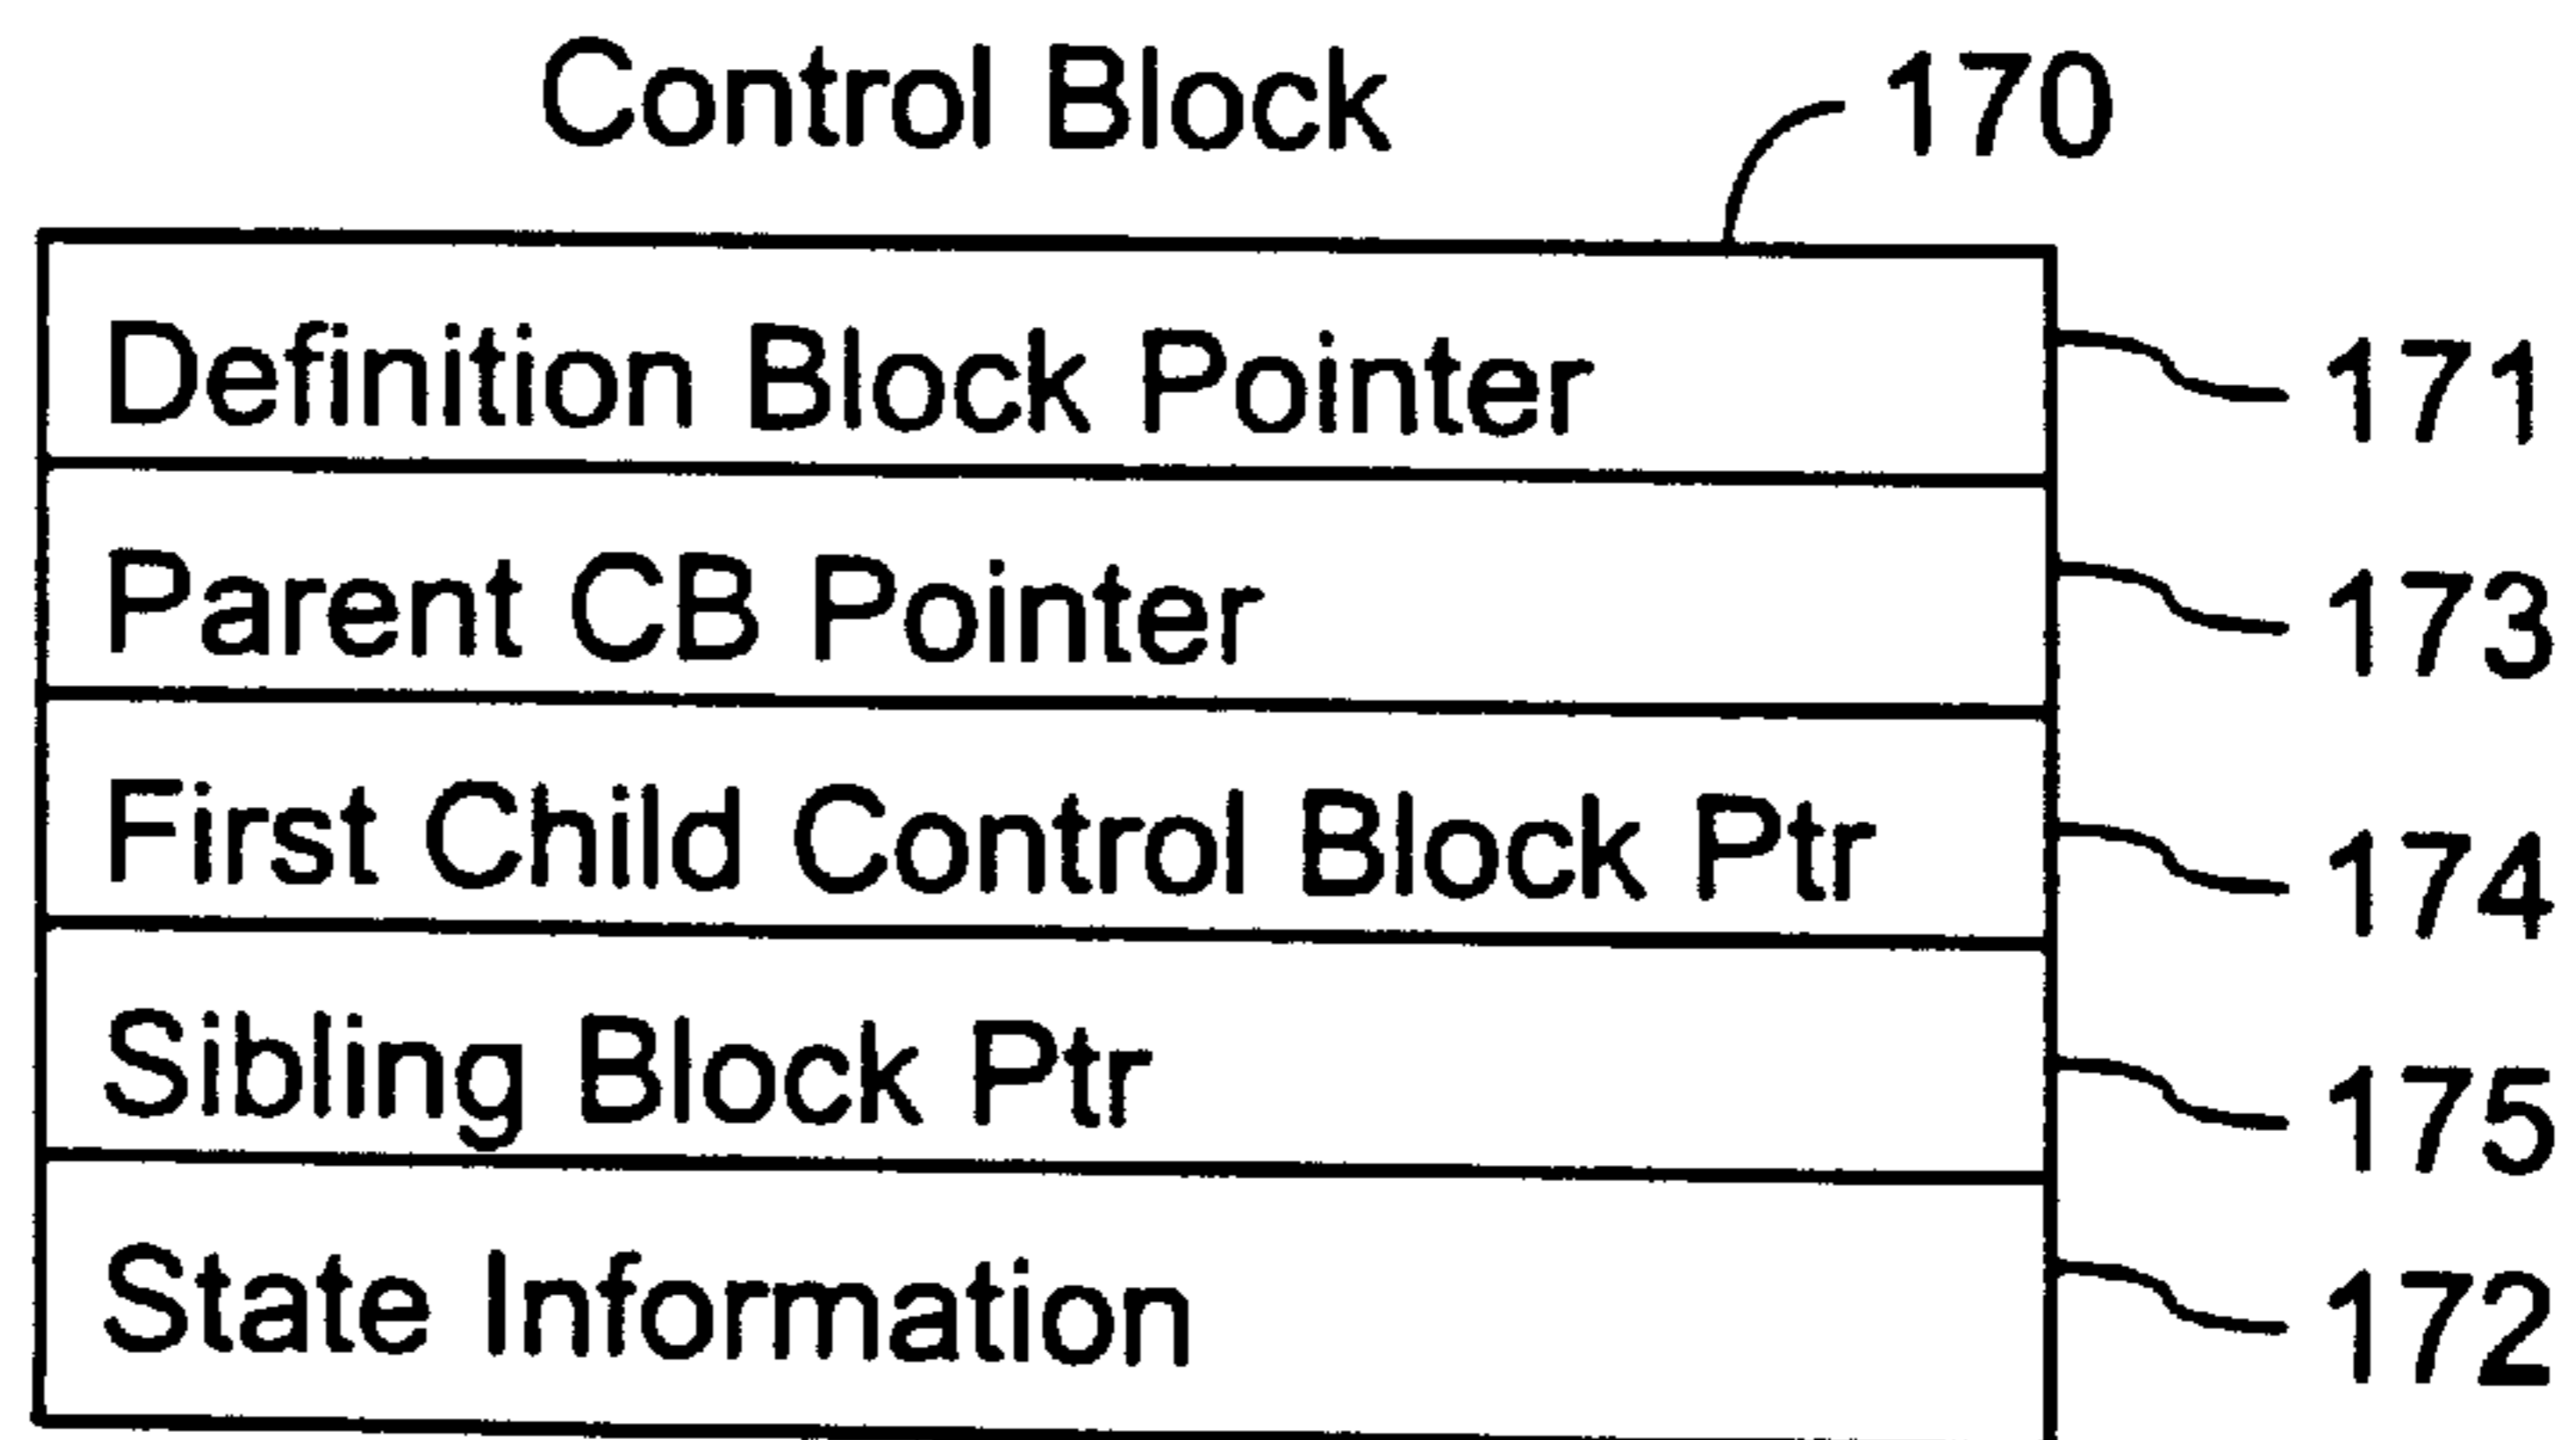 Control Block
170
Definition Block Pointer 171
Parent CB Pointer 173
First Child Control Block Ptr 174
Sibling Block Ptr 175
State Information 172